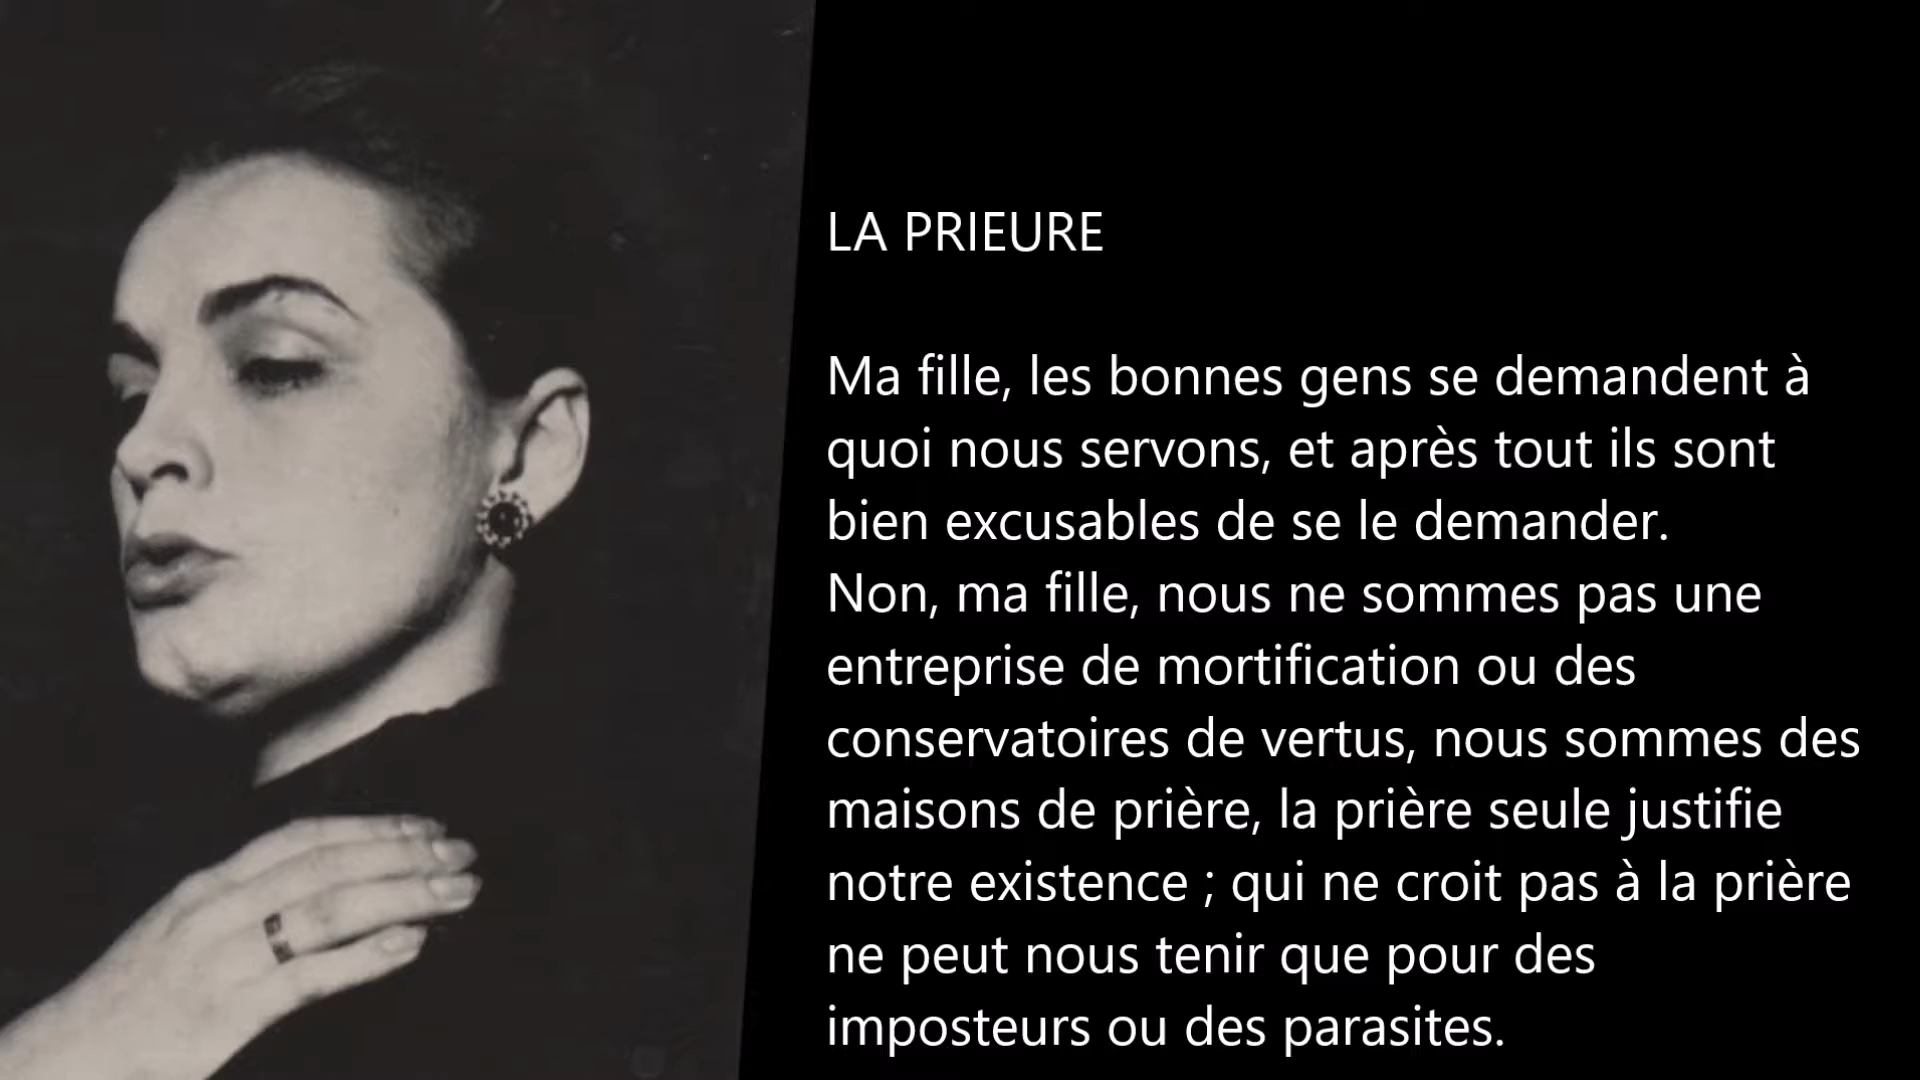 LA PRIEURE
Ma fille, les bonnes gens se demandent à
quoi nous servons, et après tout ils sont
bien excusables de se le demander.
Non, ma fille, nous ne sommes pas une
entreprise de mortification ou des
conservatoires de vertus, nous sommes des
maisons de prière, la prière seule justifie
notre existence ; qui ne croit pas à la prière
ne peut nous tenir que pour des
imposteurs ou des parasites.